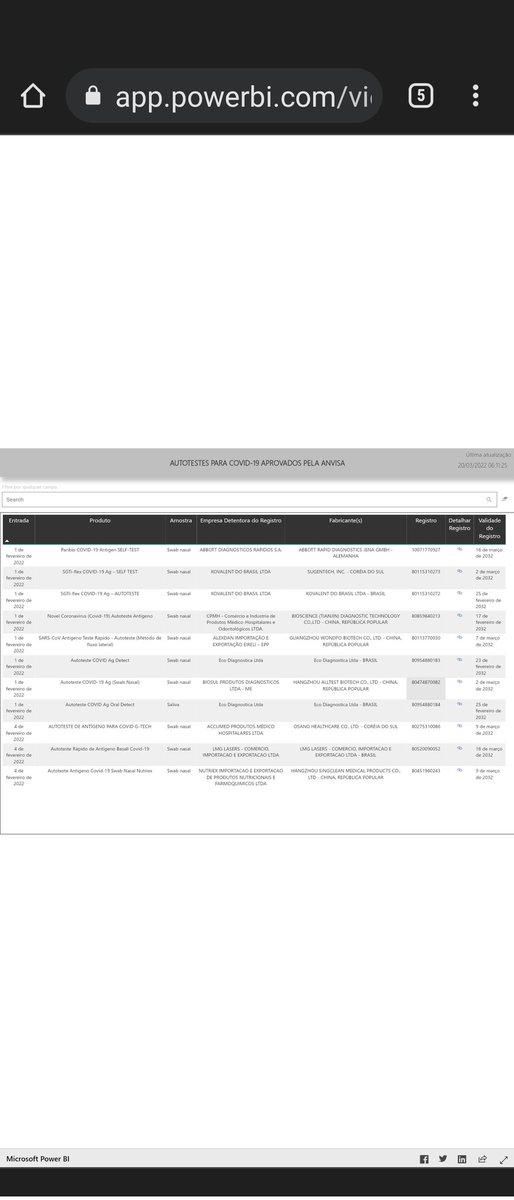 app.powerbi.com/vi
5
Última atualização
AUTOTESTES PARA COVID-19 APROVADOS PELA ANVISA
20/03/2022 06:11:25
Filtre por qualquer campo
Search
Entrada Produto Amostra Empresa Detentora do Registro Fabricante(s) Registro Detalhar Registro Validade do Registro
1 de fevereiro de 2022 Panbio COVID-19 Antigen SELF-TEST Swab nasal ABBOTT DIAGNOSTICOS RAPIDOS S.A. ABBOTT RAPID DIAGNOSTICS JENA GMBH - ALEMANHA 10071770927 16 de março de 2032
1 de fevereiro de 2022 SGTi-flex COVID-19 Ag – SELF TEST Swab nasal KOVALENT DO BRASIL LTDA SUGENTECH, INC. - CORÉIA DO SUL 80115310273 2 de março de 2032
1 de fevereiro de 2022 SGTi-flex COVID-19 Ag – AUTOTESTE Swab nasal KOVALENT DO BRASIL LTDA KOVALENT DO BRASIL LTDA - BRASIL 80115310272 25 de fevereiro de 2032
1 de fevereiro de 2022 Novel Coronavírus (Covid-19) Autoteste Antígeno Swab nasal CPMH - Comércio e Indústria de Produtos Médico-Hospitalares e Odontológicos LTDA BIOSCIENCE (TIANJIN) DIAGNOSTIC TECHNOLOGY CO.,LTD - CHINA, REPÚBLICA POPULAR 80859840213 17 de fevereiro de 2032
1 de fevereiro de 2022 SARS-CoV Antígeno Teste Rápido - Autoteste (Método de fluxo lateral) Swab nasal IMPORTAÇÃO E EXPORTAÇÃO EIRELI – EPP GUANGZHOU WONDFO BIOTECH CO., LTD - CHINA, REPÚBLICA POPULAR 80113770030 7 de março de 2032
1 de fevereiro de 2022 Autoteste COVID Ag Detect Swab nasal Eco Diagnostica Ltda Eco Diagnostica Ltda - BRASIL 80954880183 23 de fevereiro de 2032
1 de fevereiro de 2022 Autoteste COVID-19 Ag (Swab Nasal) Swab nasal BIOSUL PRODUTOS DIAGNOSTICOS LTDA - ME HANGZHOU ALLTEST BIOTECH CO., LTD - CHINA, REPÚBLICA POPULAR 80474870082 2 de março de 2032
1 de fevereiro de 2022 Autoteste COVID Ag Oral Detect Saliva Eco Diagnostica Ltda Eco Diagnostica Ltda - BRASIL 80954880184 25 de fevereiro de 2032
4 de fevereiro de 2022 AUTOTESTE DE ANTÍGENO PARA COVID-G-TECH Swab nasal ACCUMED PRODUTOS MÉDICO HOSPITALARES LTDA OSANG HEALTHCARE CO., LTD. - CORÉIA DO SUL 80275310086 9 de março de 2032
4 de fevereiro de 2022 Autoteste Rápido de Antígeno Basall Covid-19 Swab nasal LMG LASERS - COMERCIO, IMPORTACAO E EXPORTACAO LTDA LMG LASERS - COMERCIO, IMPORTACAO E EXPORTACAO LTDA - BRASIL 80520090052 16 de março de 2032
4 de fevereiro de 2022 Autoteste Antígeno Covid-19 Swab Nasal Nutriex Swab nasal NUTRIEX IMPORTACAO E EXPORTACAO DE PRODUTOS NUTRICIONAIS E FARMOQUIMICOS LTDA HANGZHOU SINGCLEAN MEDICAL PRODUCTS CO., LTD - CHINA, REPÚBLICA POPULAR 80451960243 9 de março de 2032
Microsoft Power BI